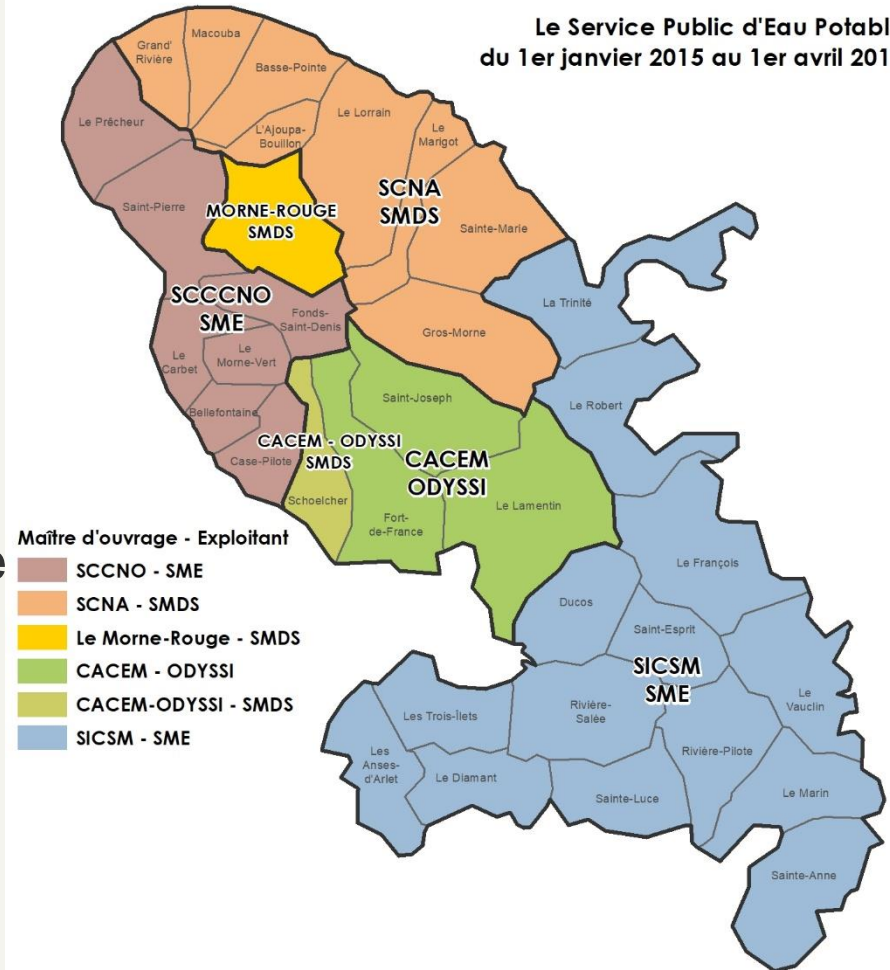 Le Service Public d'Eau Potabl
du 1er janvier 2015 au 1er avril 201
Grand'
Rivière
Macouba
Basse-Pointe
Le Prêcheur
L'Ajoupa-
Bouillon
Le Lorrain
Le
Marigot
Saint-Pierre
MORNE-ROUGE
SMDS
SCNA
SMDS
Sainte-Marie
SCCCNO
SME
Fonds-
Saint-Denis
La Trinité
Gros-Morne
Le
Carbet
Le
Morne-Vert
Saint-Joseph
Le Robert
Bellefontaine
Case-Pilote
CACEM - ODYSSI
SMDS
CACEM
ODYSSI
Schoelcher
Fort-
de-France
Le Lamentin
Maître d'ouvrage - Exploitant
e
SCCNO - SME
SCNA - SMDS
Le Morne-Rouge - SMDS
CACEM - ODYSSI
CACEM-ODYSSI - SMDS
SICSM - SME
Le François
Ducos
Saint-Esprit
SICSM
SME
Le
Vauclin
Les Trois-Îlets
Rivière-
Salée
Rivière-Pilote
Les
Anses-
d'Arlet
Le Diamant
Sainte-Luce
Le Marin
Sainte-Anne